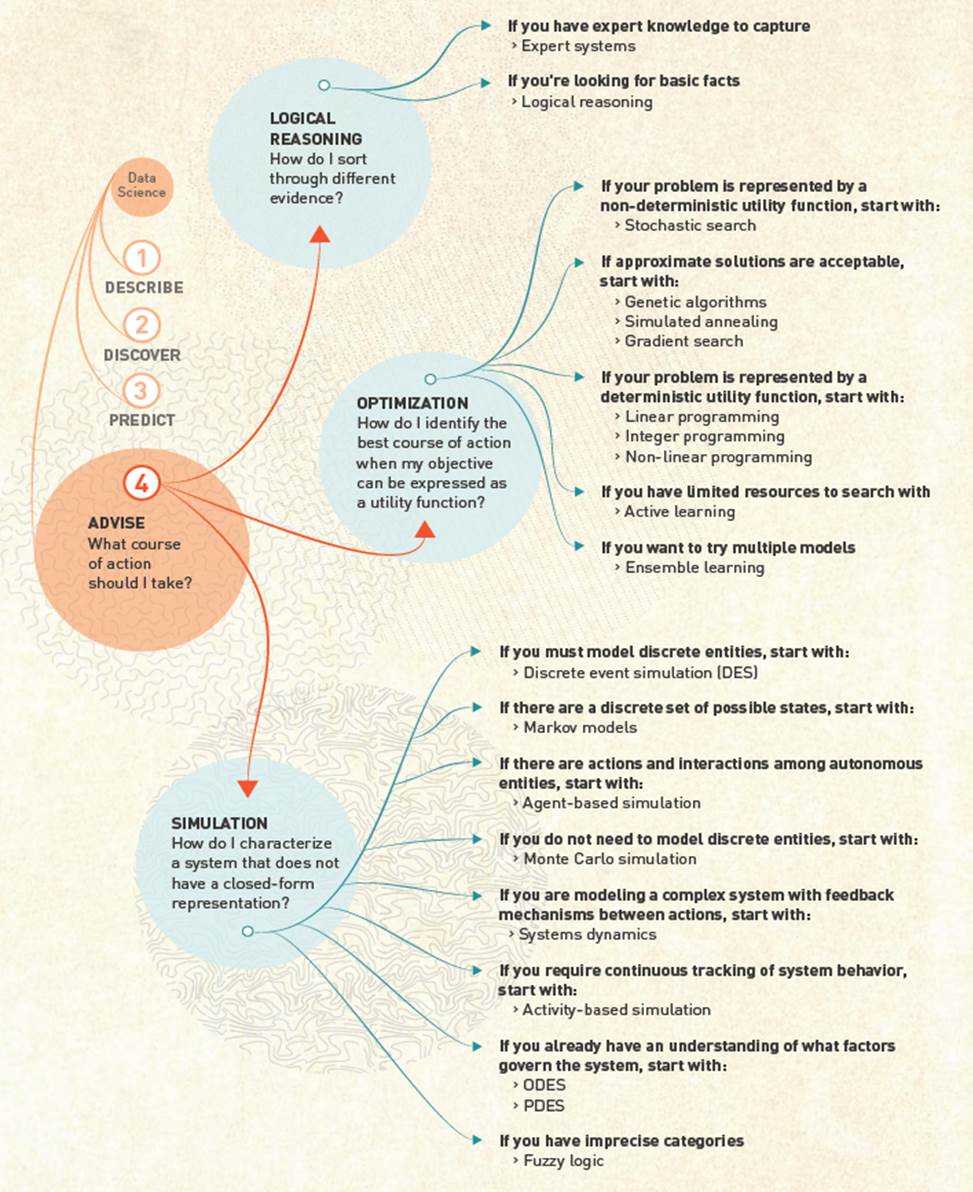 Data
Science
1
DESCRIBE
2
DISCOVER
3
PREDICT
4
ADVISE
What course
of action
should I take?
LOGICAL
REASONING
How do I sort
through different
evidence?
If you have expert knowledge to capture
› Expert systems
If you're looking for basic facts
› Logical reasoning
OPTIMIZATION
How do I identify the
best course of action
when my objective
can be expressed as
a utility function?
If your problem is represented by a
non-deterministic utility function, start with:
› Stochastic search
If approximate solutions are acceptable,
start with:
› Genetic algorithms
› Simulated annealing
› Gradient search
If your problem is represented by a
deterministic utility function, start with:
› Linear programming
› Integer programming
› Non-linear programming
If you have limited resources to search with
› Active learning
If you want to try multiple models
› Ensemble learning
SIMULATION
How do I characterize
a system that does not
have a closed-form
representation?
If you must model discrete entities, start with:
› Discrete event simulation (DES)
If there are a discrete set of possible states, start with:
› Markov models
If there are actions and interactions among autonomous
entities, start with:
› Agent-based simulation
If you do not need to model discrete entities, start with:
› Monte Carlo simulation
If you are modeling a complex system with feedback
mechanisms between actions, start with:
› Systems dynamics
If you require continuous tracking of system behavior,
start with:
› Activity-based simulation
If you already have an understanding of what factors
govern the system, start with:
› ODES
› PDES
If you have imprecise categories
› Fuzzy logic